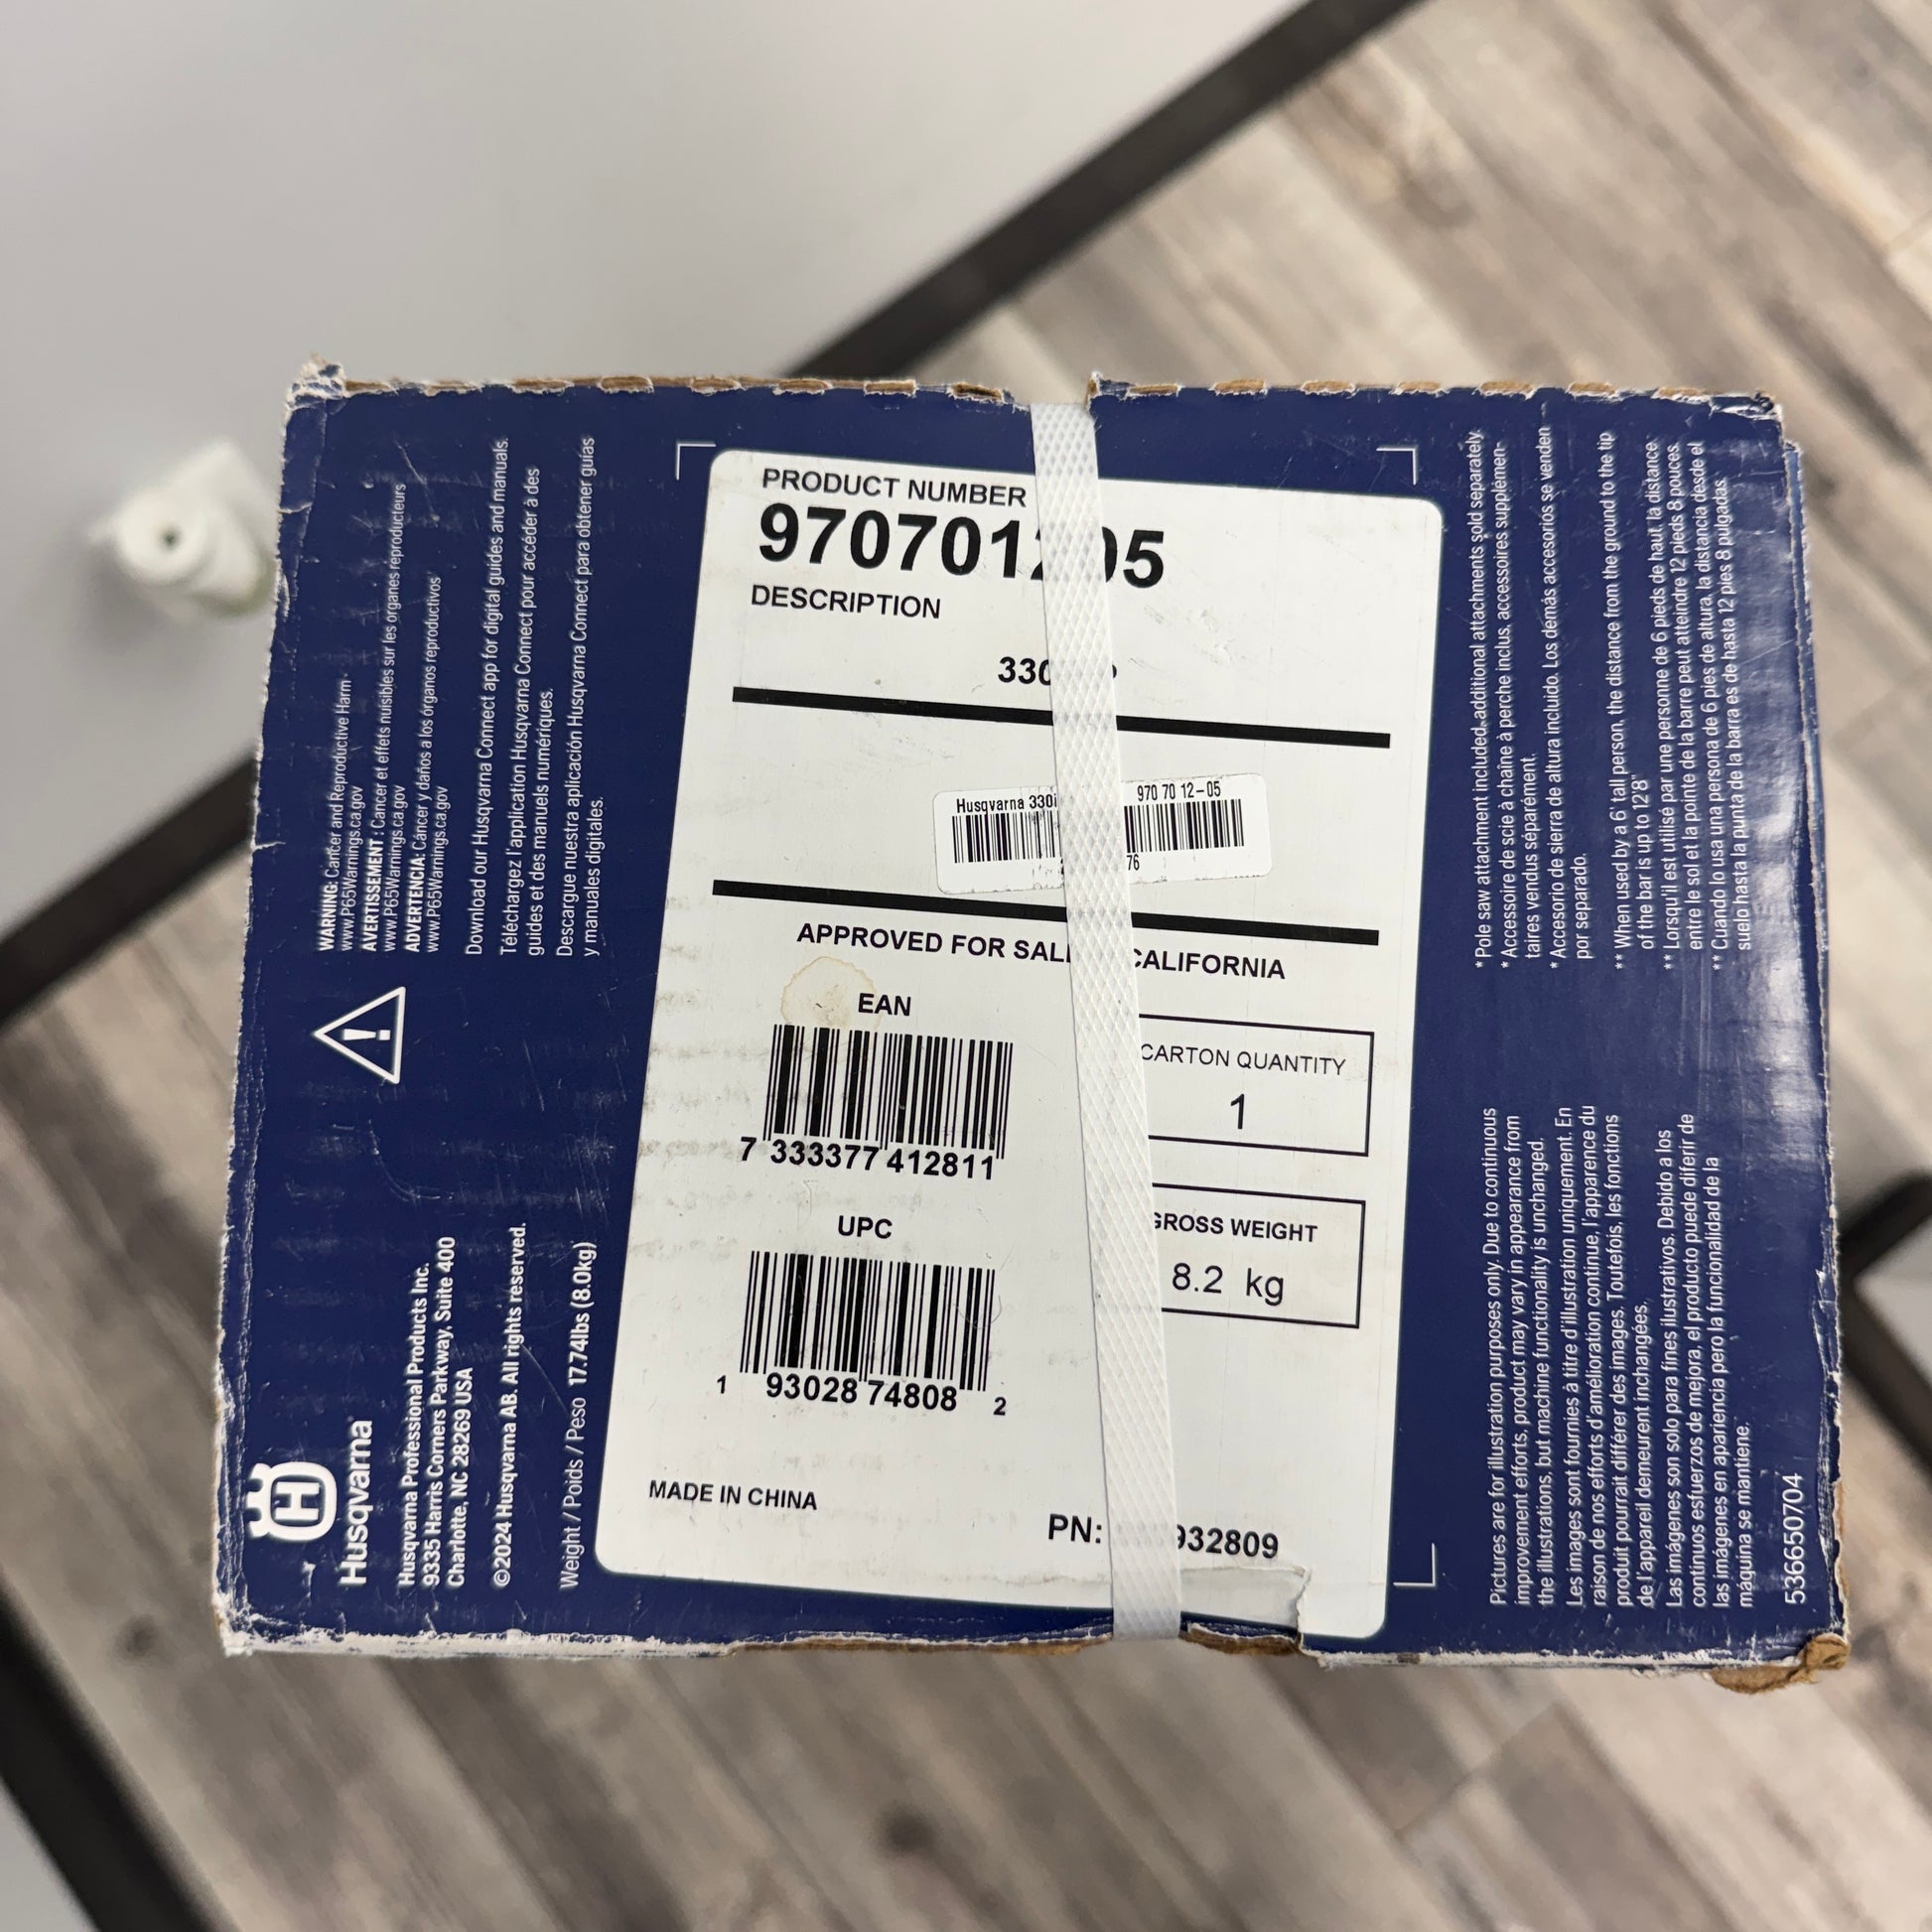 PRODUCT NUMBER
970701205
DESCRIPTION
330
Husqvarna 330i 970 70 12-05
76
APPROVED FOR SALE CALIFORNIA
EAN
7 333377 412811
CARTON QUANTITY
1
UPC
1 93028 74808 2
GROSS WEIGHT
8.2 kg
MADE IN CHINA
PN: 932809
WARNING: Cancer and Reproductive Harm -
www.P65Warnings.ca.gov
AVERTISSEMENT : Cancer et effets nuisibles sur les organes reproducteurs
www.P65Warnings.ca.gov
ADVERTENCIA: Cáncer y daños a los órganos reproductivos
www.P65Warnings.ca.gov
Download our Husqvarna Connect app for digital guides and manuals.
Téléchargez l'application Husqvarna Connect pour accéder à des
guides et des manuels numériques.
Descargue nuestra aplicación Husqvarna Connect para obtener guías
y manuales digitales.
H
Husqvarna
Husqvarna Professional Products Inc.
9335 Harris Corners Parkway, Suite 400
Charlotte, NC 28269 USA
©2024 Husqvarna AB. All rights reserved.
Weight / Poids / Peso 17.74lbs (8.0kg)
* Pole saw attachment included, additional attachments sold separately.
* Accessoire de scie à chaîne à perche inclus, accessoires supplémen-
taires vendus séparément.
* Accesorio de sierra de altura incluido. Los demás accesorios se venden
por separado.
** When used by a 6' tall person, the distance from the ground to the tip
of the bar is up to 12'8"
** Lorsqu'il est utilisé par une personne de 6 pieds de haut, la distance
entre le sol et la pointe de la barre peut atteindre 12 pieds 8 pouces.
** Cuando lo usa una persona de 6 pies de altura, la distancia desde el
suelo hasta la punta de la barra es de hasta 12 pies 8 pulgadas.
Pictures are for illustration purposes only. Due to continuous
improvement efforts, product may vary in appearance from
the illustrations, but machine functionality is unchanged.
Les images sont fournies à titre d'illustration uniquement. En
raison de nos efforts d'amélioration continue, l'apparence du
produit pourrait différer des images. Toutefois, les fonctions
de l'appareil demeurent inchangées.
Las imágenes son solo para fines ilustrativos. Debido a los
continuos esfuerzos de mejora, el producto puede diferir de
las imágenes en apariencia pero la funcionalidad de la
máquina se mantiene.
536650704